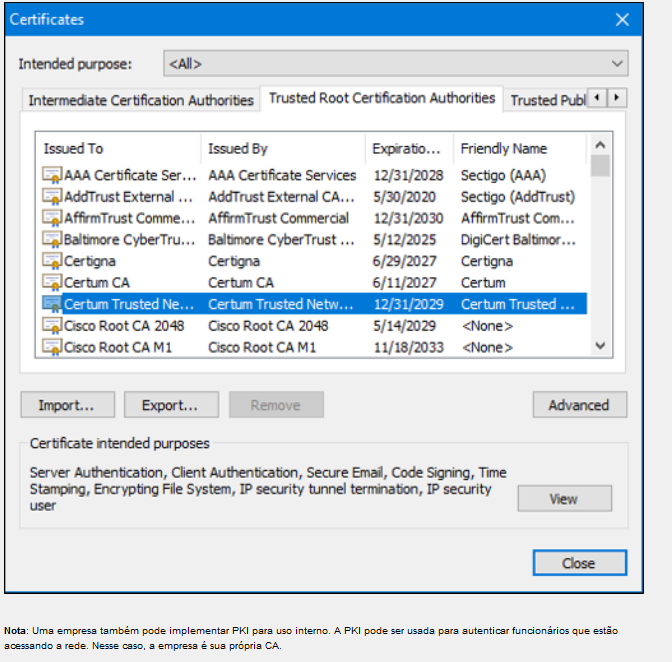 Certificates
Intended purpose: <All>
Intermediate Certification Authorities Trusted Root Certification Authorities Trusted Publ
Issued To Issued By Expiratio... Friendly Name
AAA Certificate Ser... AAA Certificate Services 12/31/2028 Sectigo (AAA)
AddTrust External ... AddTrust External CA... 5/30/2020 Sectigo (AddTrust)
AffirmTrust Comme... AffirmTrust Commercial 12/31/2030 AffirmTrust Com...
Baltimore CyberTru... Baltimore CyberTrust ... 5/12/2025 DigiCert Baltimor...
Certigna Certigna 6/29/2027 Certigna
Certum CA Certum CA 6/11/2027 Certum
Certum Trusted Ne... Certum Trusted Netw... 12/31/2029 Certum Trusted ...
Cisco Root CA 2048 Cisco Root CA 2048 5/14/2029 <None>
Cisco Root CA M1 Cisco Root CA M1 11/18/2033 <None>
Import... Export... Remove Advanced
Certificate intended purposes
Server Authentication, Client Authentication, Secure Email, Code Signing, Time
Stamping, Encrypting File System, IP security tunnel termination, IP security
user
View
Close
Nota: Uma empresa também pode implementar PKI para uso interno. A PKI pode ser usada para autenticar funcionários que estão
acessando a rede. Nesse caso, a empresa é sua própria CA.